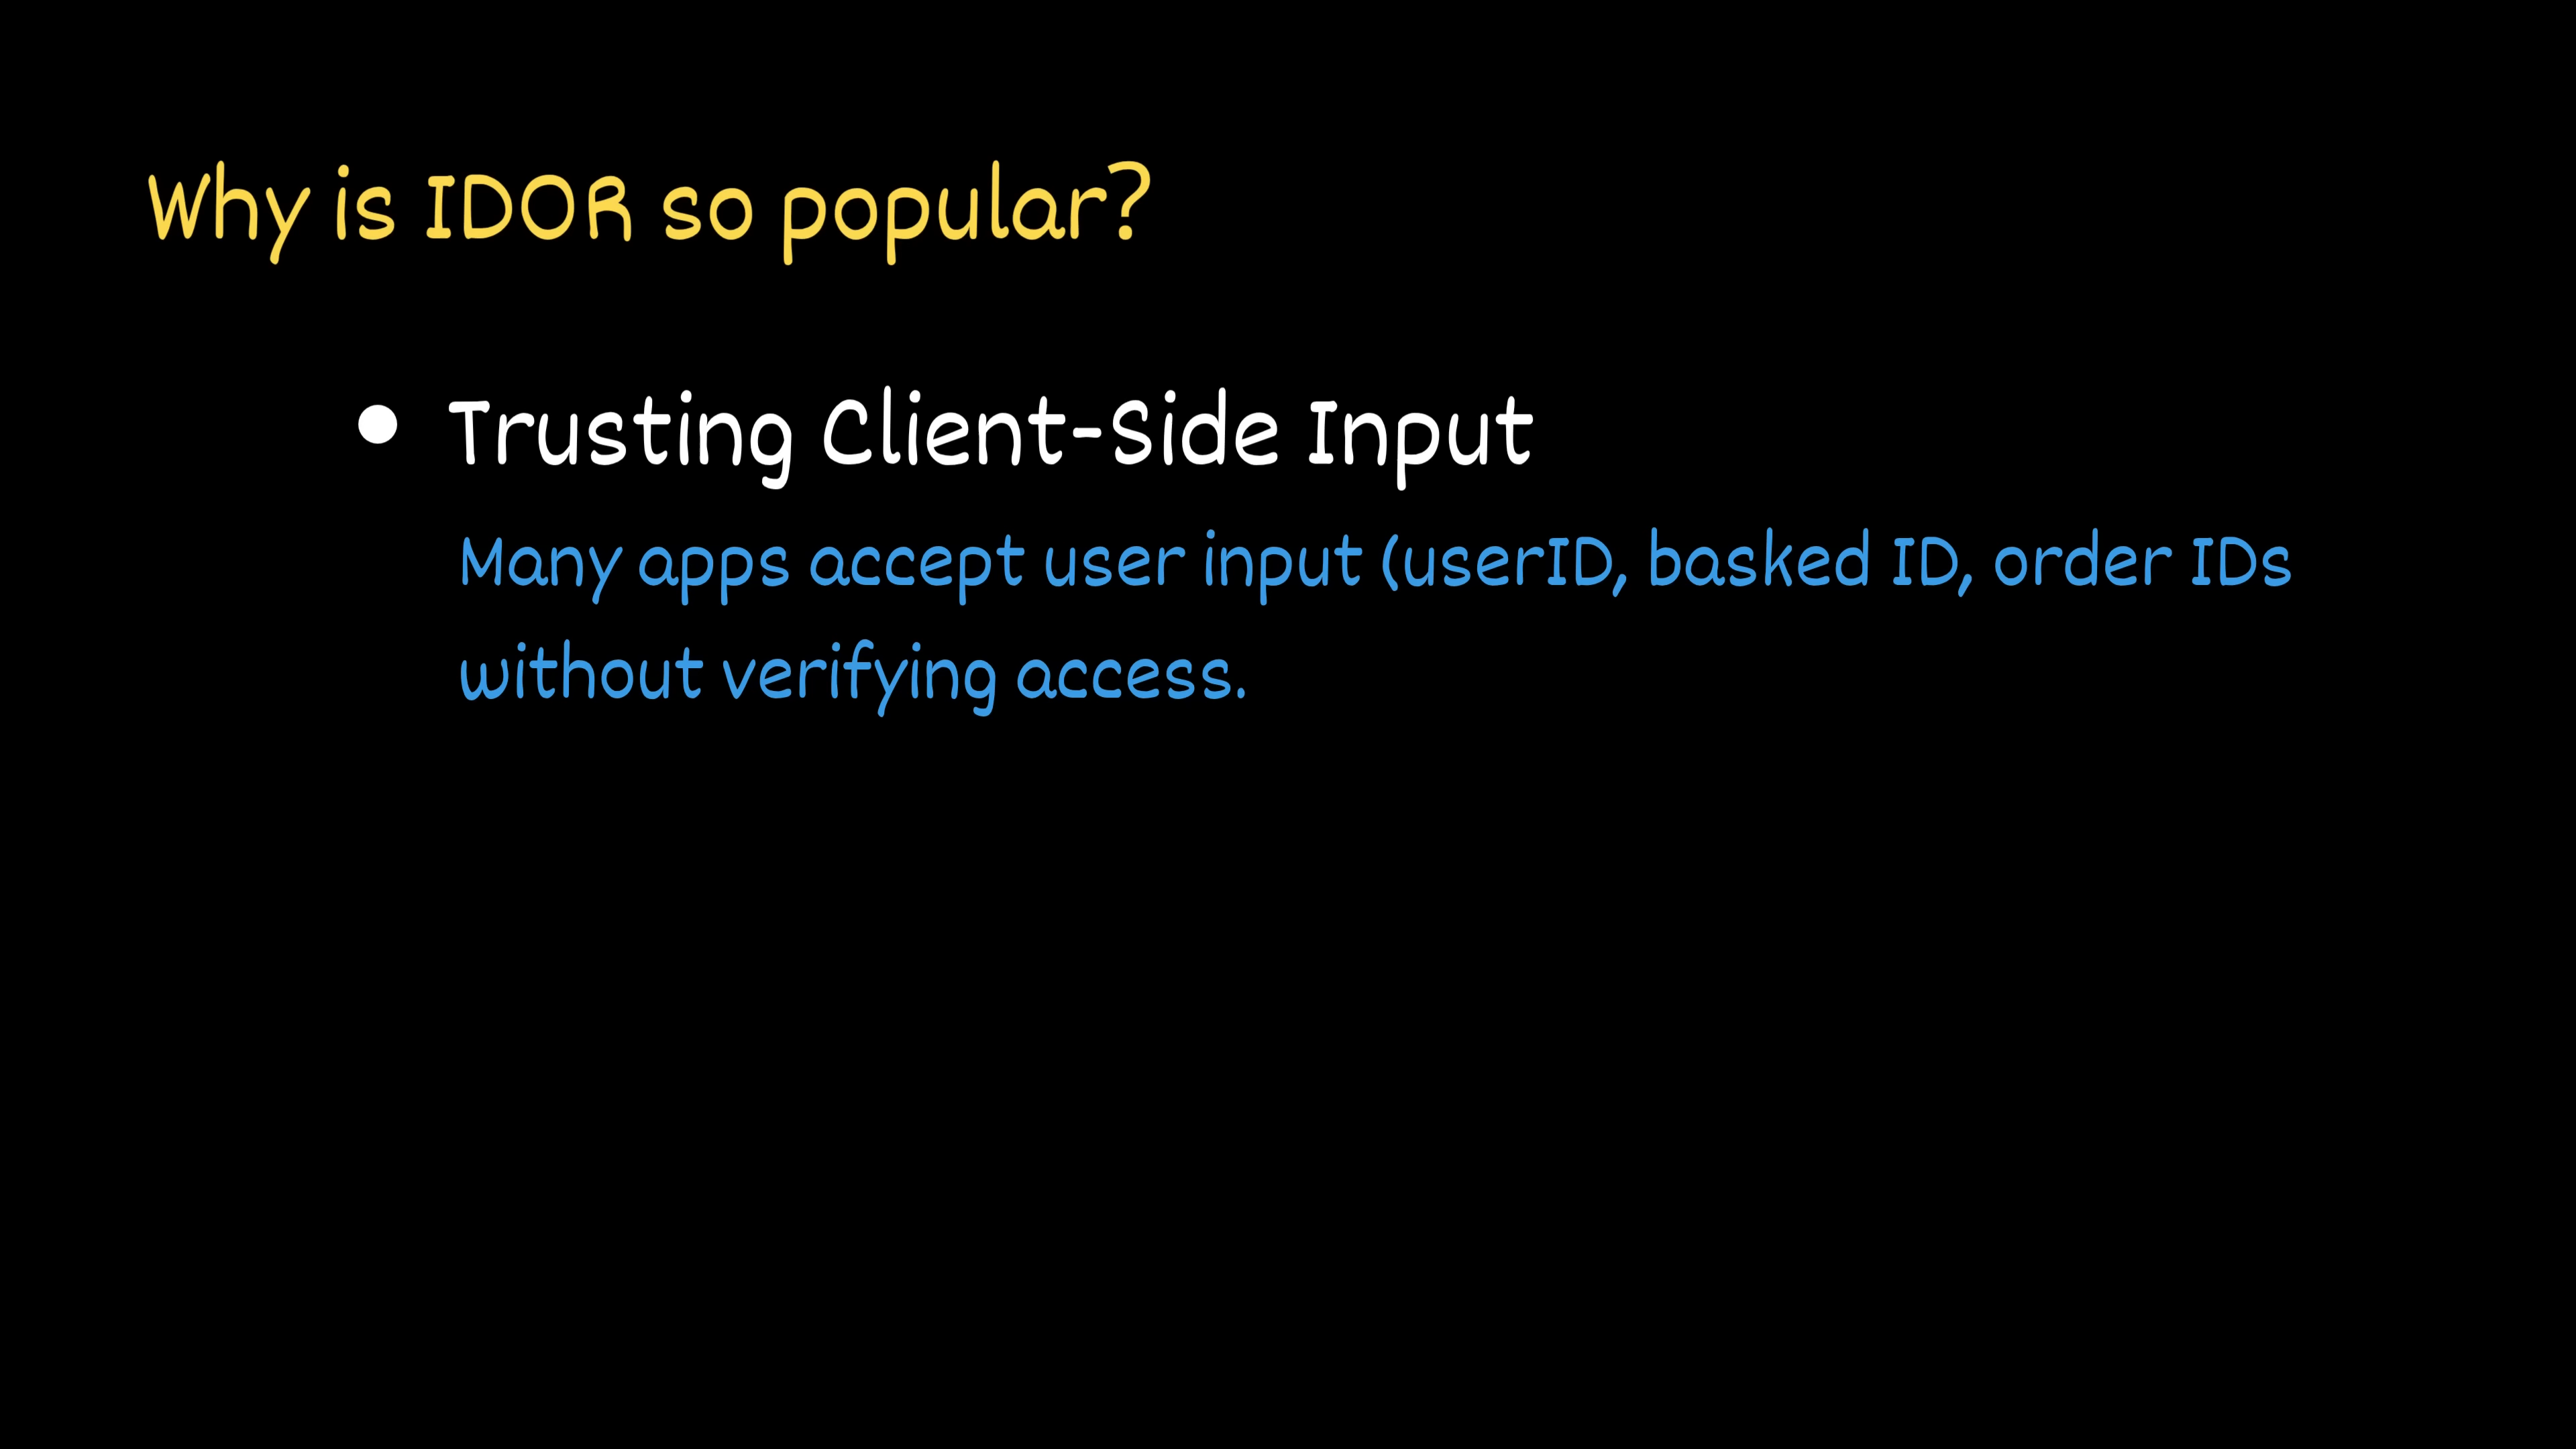 Why is IDOR so popular?
• Trusting Client-Side Input
Many apps accept user input (userID, basked ID, order IDs
without verifying access.